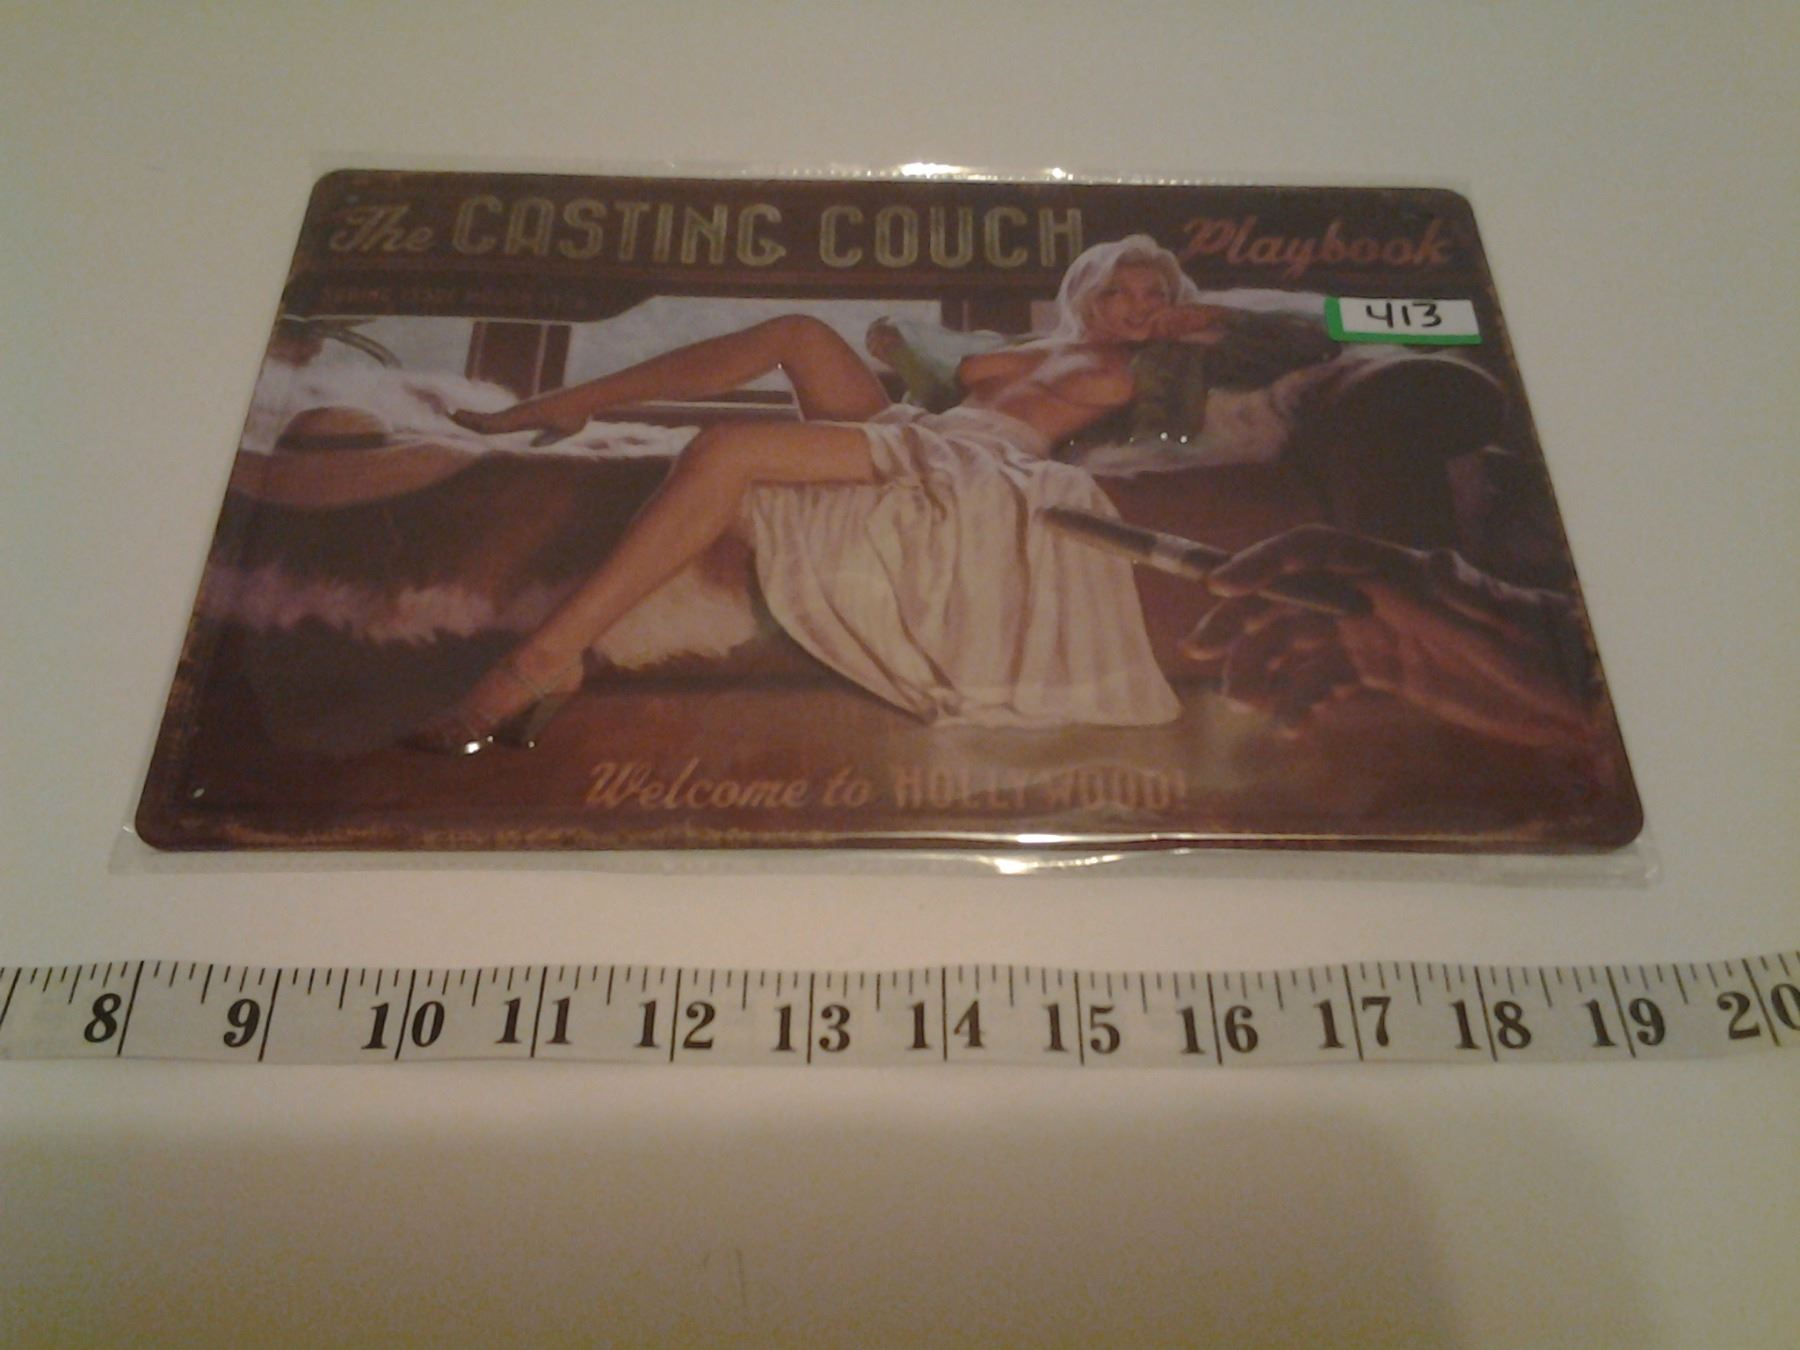 The CASTING COUCH Playbook
413
Welcome to HOLLYWOOD!
8 9 10 11 12 13 14 15 16 17 18 19 20